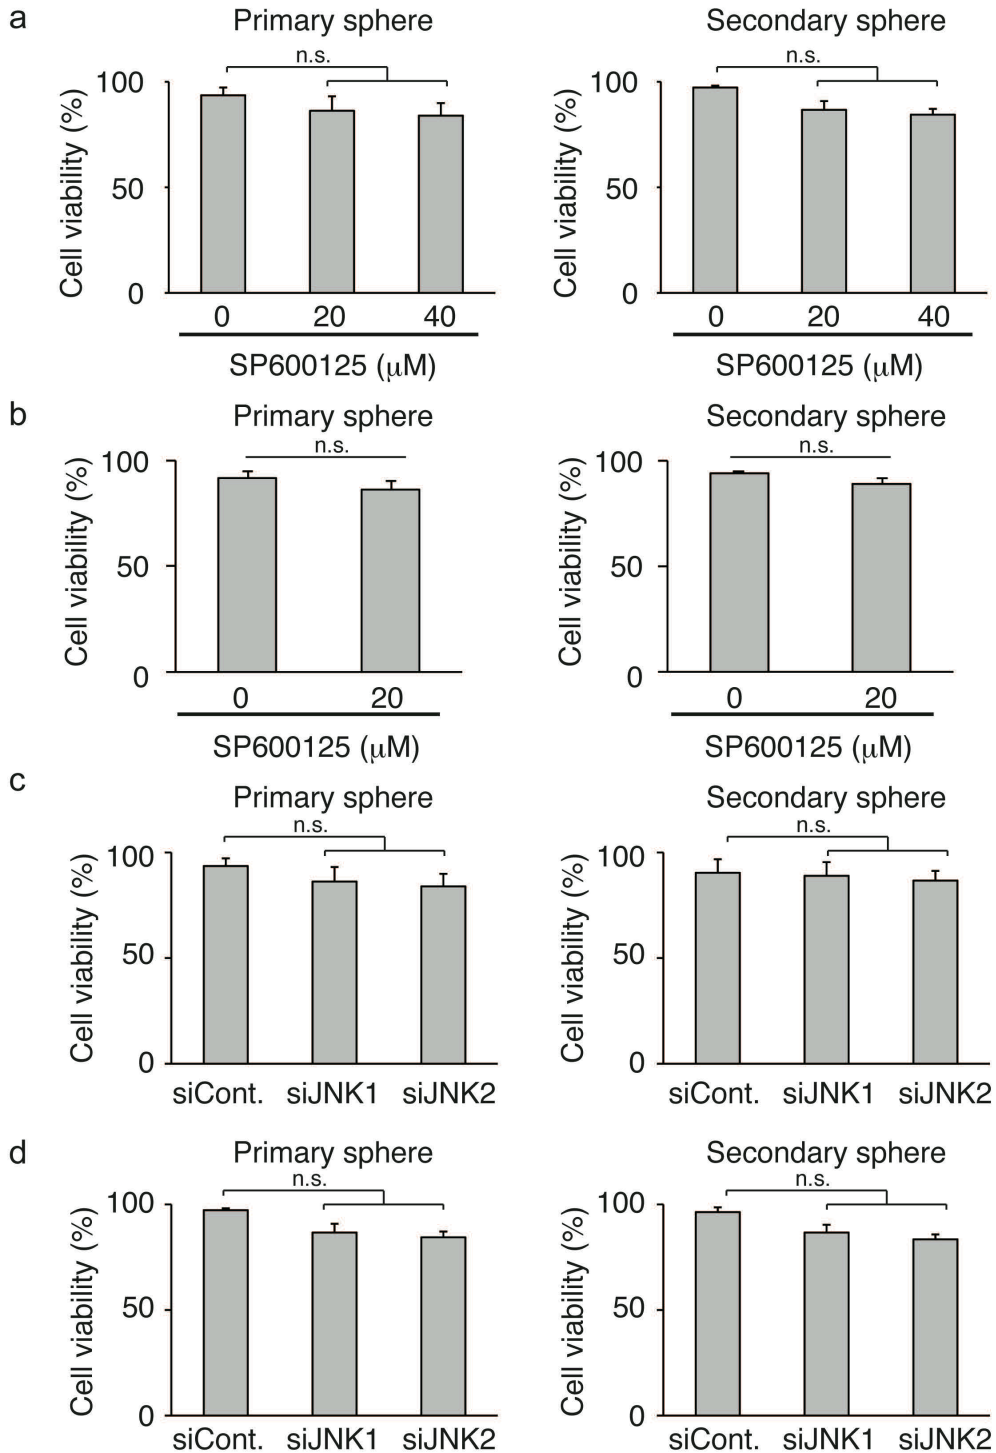 a
Primary sphere
n.s.
Cell viability (%)
100
50
0
0 20 40
SP600125 (μM)
Secondary sphere
n.s.
Cell viability (%)
100
50
0
0 20 40
SP600125 (μM)
b
Primary sphere
n.s.
Cell viability (%)
100
50
0
0 20
SP600125 (μM)
Secondary sphere
n.s.
Cell viability (%)
100
50
0
0 20
SP600125 (μM)
c
Primary sphere
n.s.
Cell viability (%)
100
50
0
siCont. siJNK1 siJNK2
Secondary sphere
n.s.
Cell viability (%)
100
50
0
siCont. siJNK1 siJNK2
d
Primary sphere
n.s.
Cell viability (%)
100
50
0
siCont. siJNK1 siJNK2
Secondary sphere
n.s.
Cell viability (%)
100
50
0
siCont. siJNK1 siJNK2